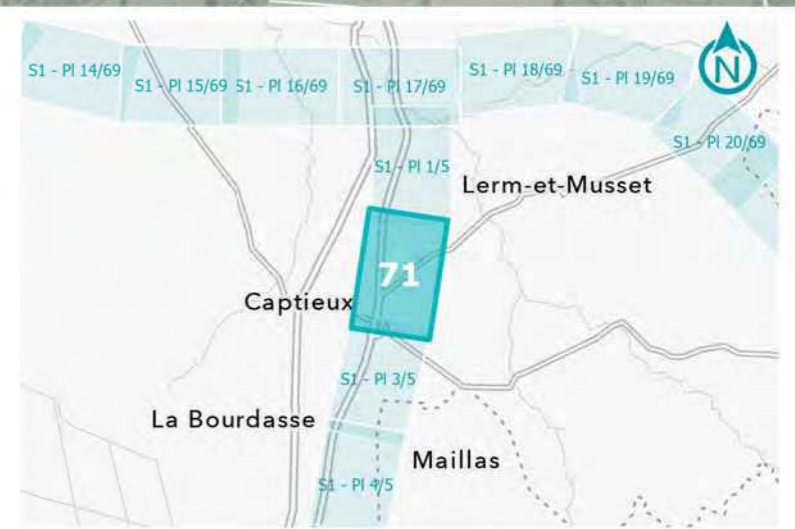 N
S1 - Pl 14/69
S1 - Pl 15/69
S1 - Pl 16/69
S1 - Pl 17/69
S1 - Pl 18/69
S1 - Pl 19/69
S1 - Pl 20/69
S1 - Pl 1/5
Lerm-et-Musset
71
Captieux
S1 - Pl 3/5
La Bourdasse
Maillas
S1 - Pl 4/5